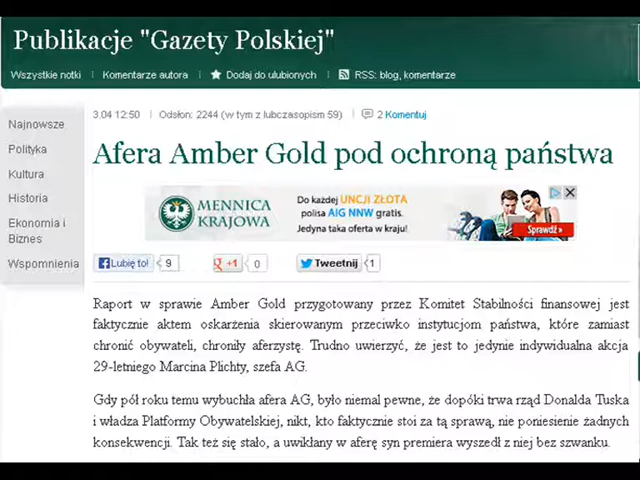 Publikacje "Gazety Polskiej"
Wszystkie notki
Komentarze autora
Dodaj do ulubionych
RSS: blog, komentarze
Najnowsze
Polityka
Kultura
Historia
Ekonomia i
Biznes
Wspomnienia
3.04 12:50 | Odsłon: 2244 (w tym z lubczasopism 59) | 2 Komentuj
Afera Amber Gold pod ochroną państwa
MENNICA
KRAJOWA
Do każdej UNCJI ZŁOTA
polisa AIG NNW gratis.
Jedyna taka oferta w kraju!
Sprawdź »
Lubię to! 9
+1 0
Tweetnij 1
Raport w sprawie Amber Gold przygotowany przez Komitet Stabilności finansowej jest
faktycznie aktem oskarżenia skierowanym przeciwko instytucjom państwa, które zamiast
chronić obywateli, chroniły aferzystę. Trudno uwierzyć, że jest to jedynie indywidualna akcja
29-letniego Marcina Plichty, szefa AG.
Gdy pół roku temu wybuchła afera AG, było niemal pewne, że dopóki trwa rząd Donalda Tuska
i władza Platformy Obywatelskiej, nikt, kto faktycznie stoi za tą sprawą, nie poniesienie żadnych
konsekwencji. Tak też się stało, a uwikłany w aferę syn premiera wyszedł z niej bez szwanku.